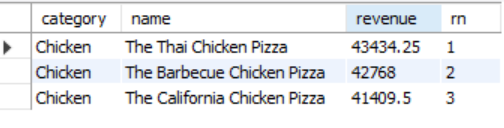 category name revenue rn
Chicken The Thai Chicken Pizza 43434.25 1
Chicken The Barbecue Chicken Pizza 42768 2
Chicken The California Chicken Pizza 41409.5 3